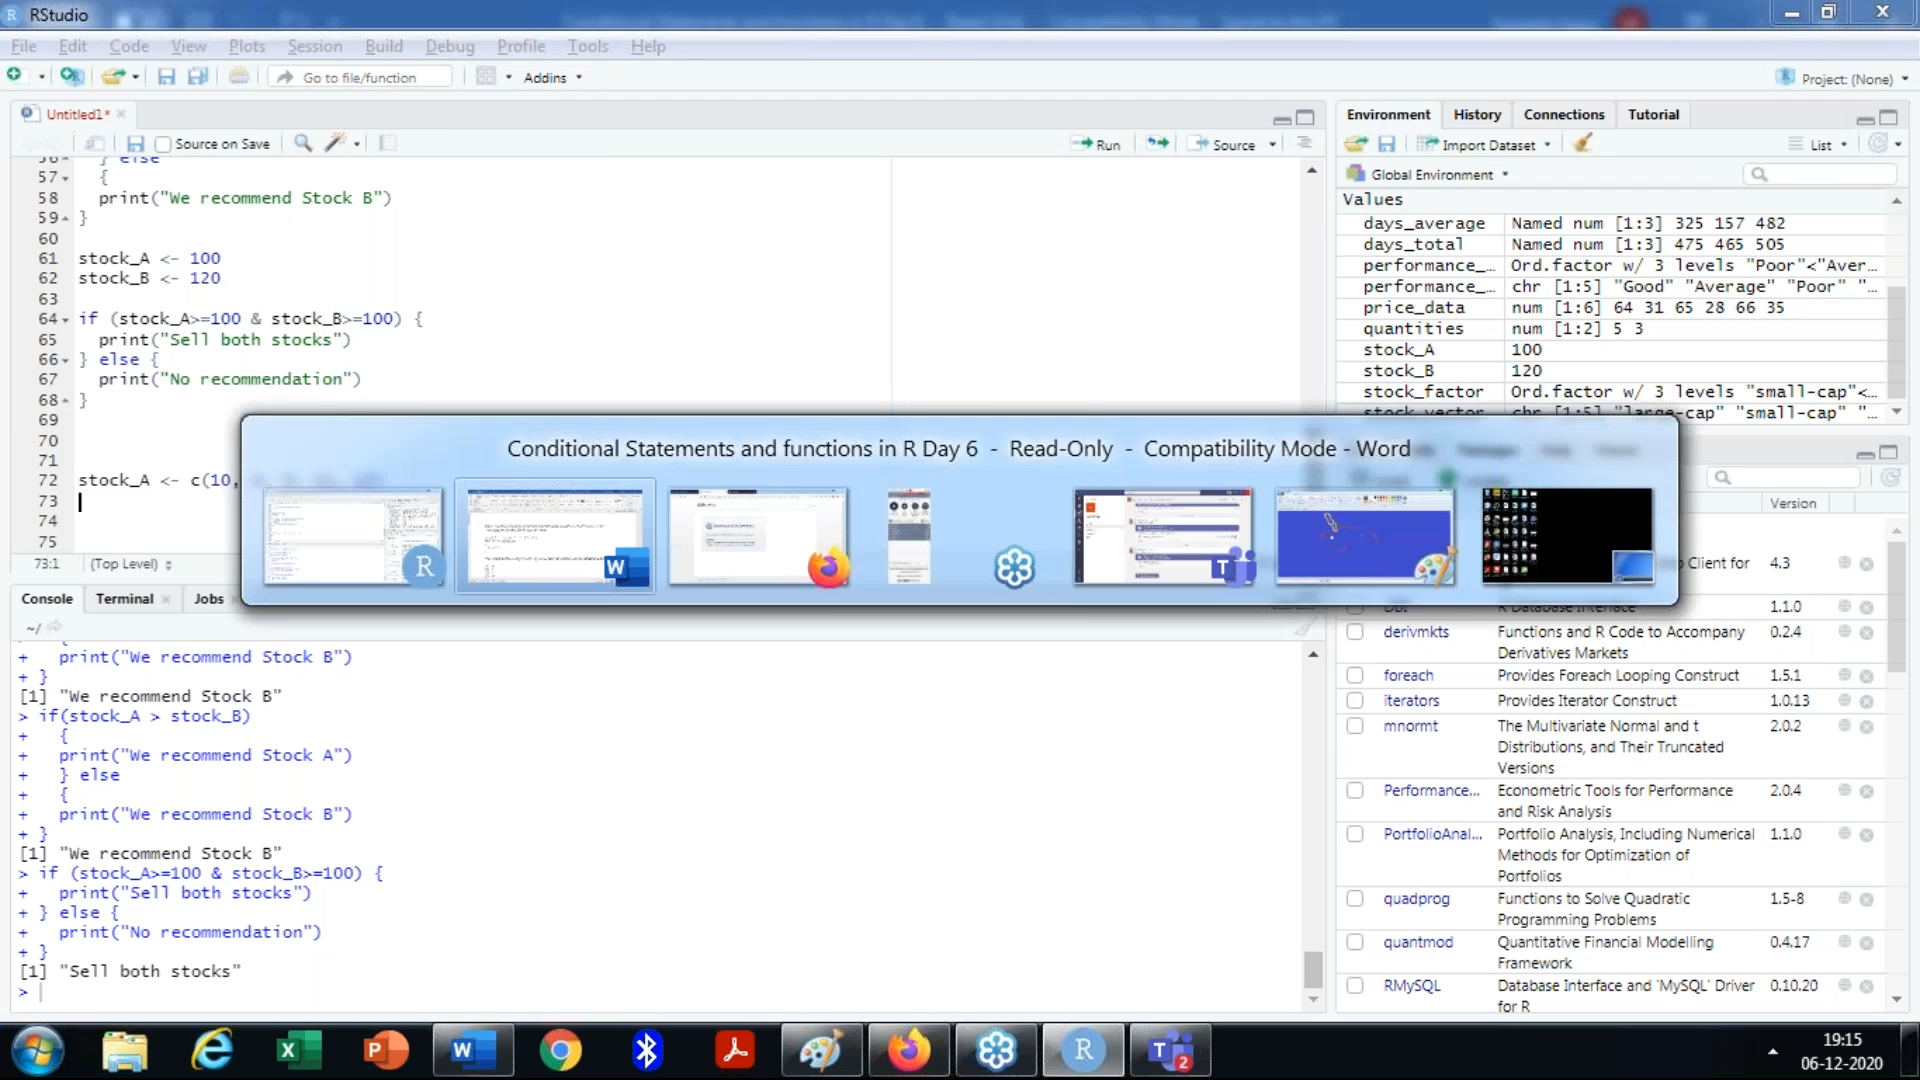 RStudio
File Edit Code View Plots Session Build Debug Profile Tools Help
Go to file/function
Addins
Project: (None)
Untitled1*
Source on Save
Run
Source
56
} else
57
{
58
print("We recommend Stock B")
59
}
60
61
stock_A <- 100
62
stock_B <- 120
63
64
if (stock_A>=100 & stock_B>=100) {
65
print("Sell both stocks")
66
} else {
67
print("No recommendation")
68
}
69
70
71
72
stock_A <- c(10,
73
74
75
73:1
(Top Level)
Conditional Statements and functions in R Day 6 - Read-Only - Compatibility Mode - Word
Console Terminal Jobs
~/
{
+ print("We recommend Stock B")
+ }
[1] "We recommend Stock B"
> if(stock_A > stock_B)
+ {
+ print("We recommend Stock A")
+ } else
+ {
+ print("We recommend Stock B")
+ }
[1] "We recommend Stock B"
> if (stock_A>=100 & stock_B>=100) {
+ print("Sell both stocks")
+ } else {
+ print("No recommendation")
+ }
[1] "Sell both stocks"
>
Environment History Connections Tutorial
Import Dataset
List
Global Environment
Values
days_average Named num [1:3] 325 157 482
days_total Named num [1:3] 475 465 505
performance_… Ord.factor w/ 3 levels "Poor"<"Aver…
performance_… chr [1:5] "Good" "Average" "Poor" "…
price_data num [1:6] 64 31 65 28 66 35
quantities num [1:2] 5 3
stock_A 100
stock_B 120
stock_factor Ord.factor w/ 3 levels "small-cap"<…
stock_vector chr [1:5] "large-cap" "small-cap" "…
Version
Client for 4.3
DBI R Database Interface 1.1.0
derivmkts Functions and R Code to Accompany 0.2.4
Derivatives Markets
foreach Provides Foreach Looping Construct 1.5.1
iterators Provides Iterator Construct 1.0.13
mnormt The Multivariate Normal and t 2.0.2
Distributions, and Their Truncated
Versions
Performance... Econometric Tools for Performance 2.0.4
and Risk Analysis
PortfolioAnal... Portfolio Analysis, Including Numerical 1.1.0
Methods for Optimization of
Portfolios
quadprog Functions to Solve Quadratic 1.5-8
Programming Problems
quantmod Quantitative Financial Modelling 0.4.17
Framework
RMySQL Database Interface and 'MySQL' Driver 0.10.20
for R
19:15
06-12-2020